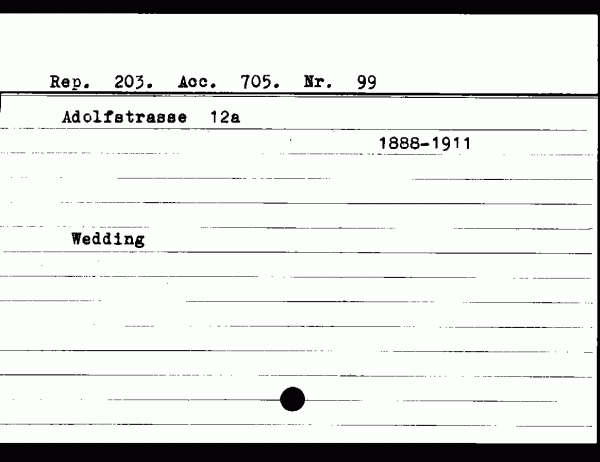 Rep. 203. Acc. 705. Nr. 99
Adolfstrasse 12a
1888-1911
Wedding